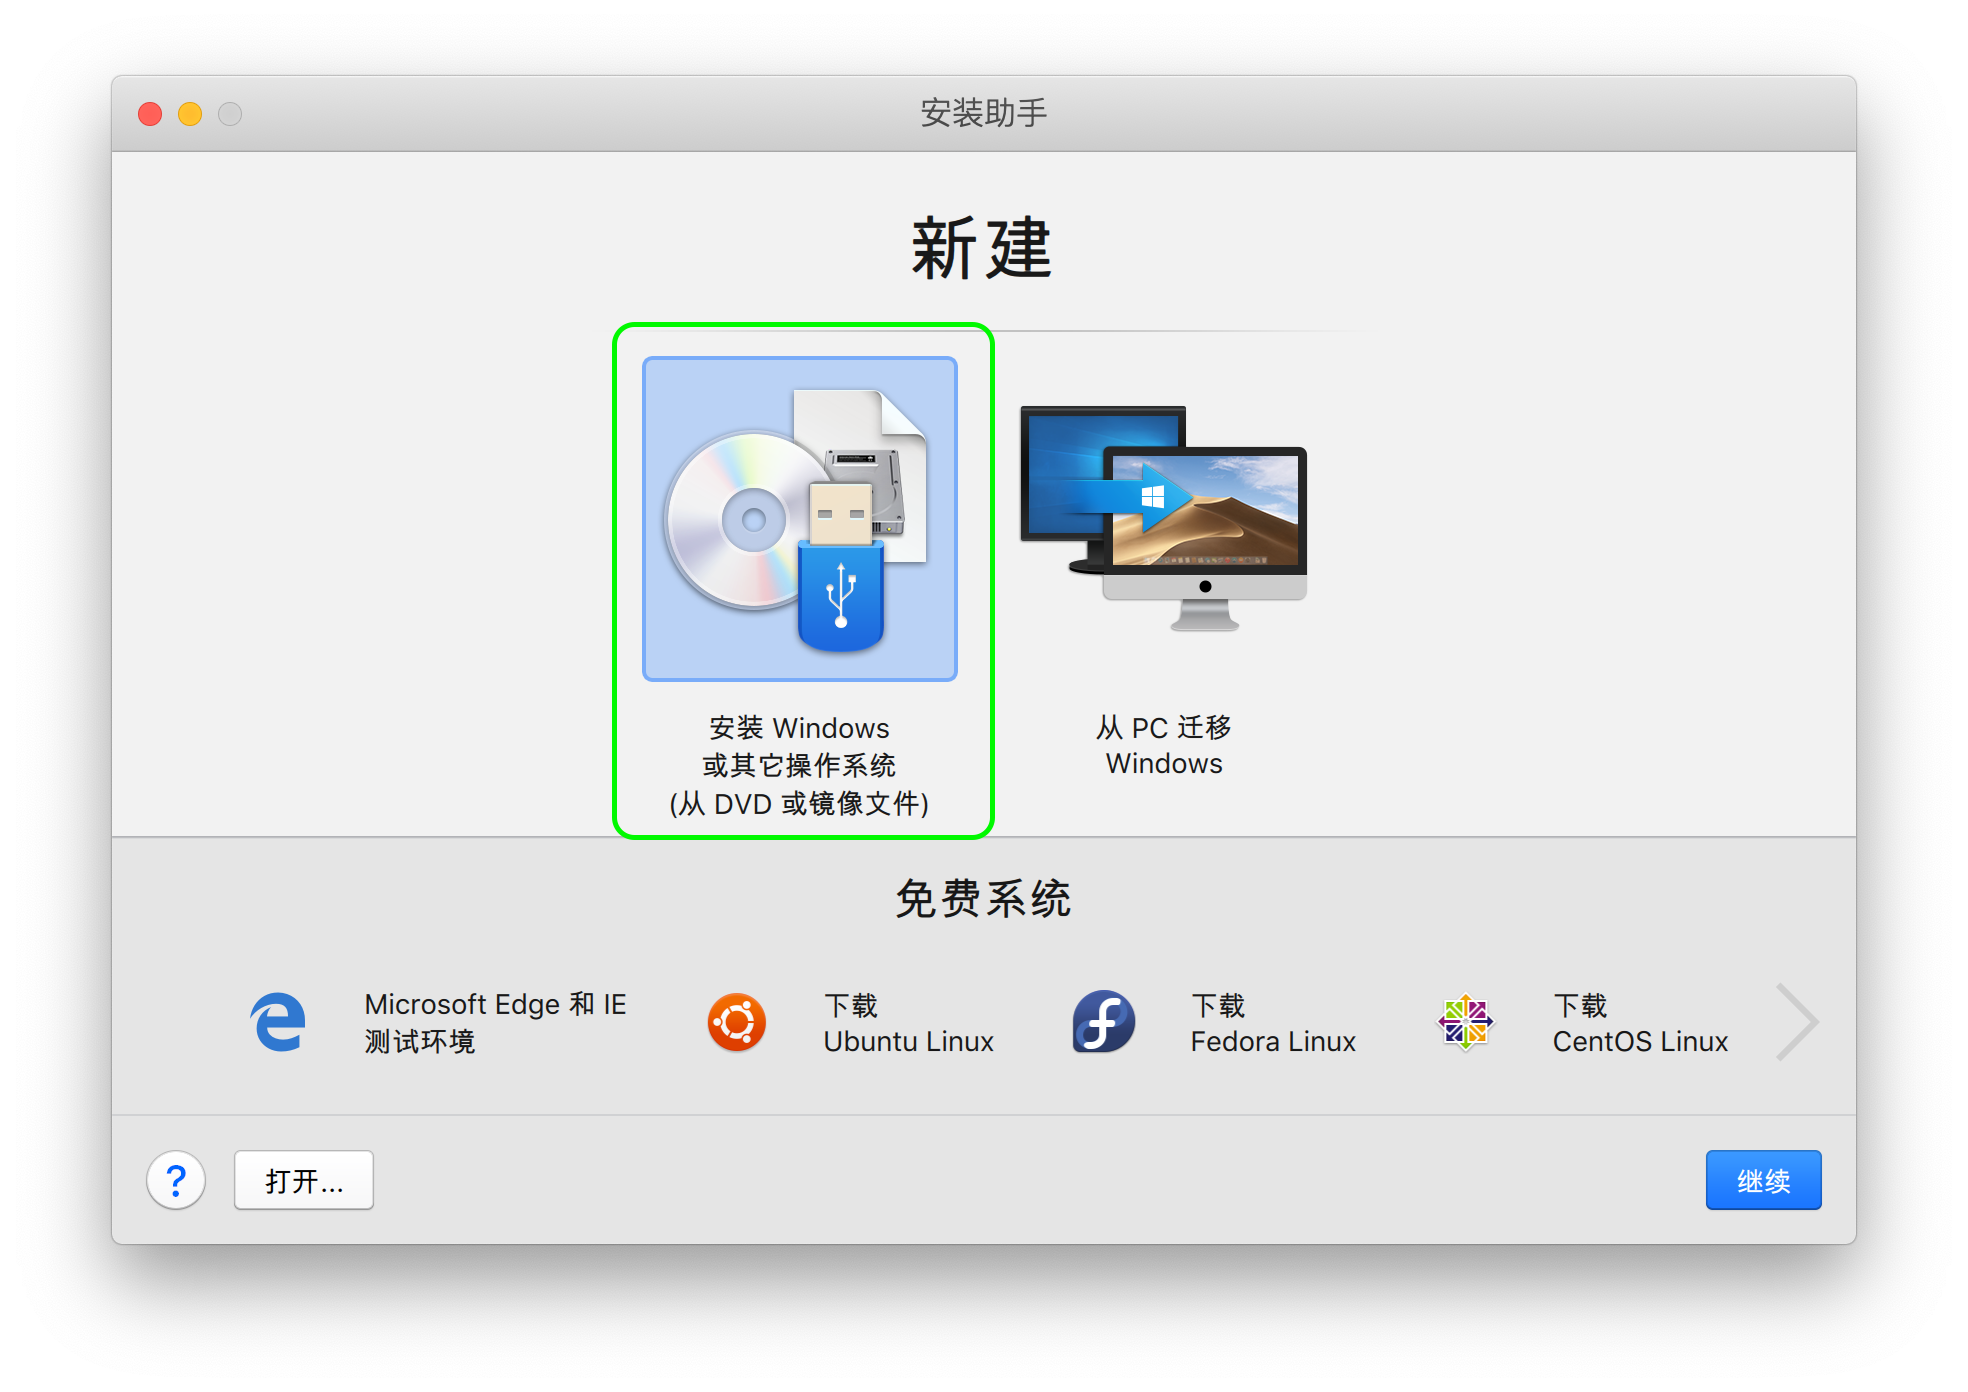 安装助手
新建
安装 Windows
或其它操作系统
(从 DVD 或镜像文件)
从 PC 迁移
Windows
免费系统
Microsoft Edge 和 IE
测试环境
下载
Ubuntu Linux
下载
Fedora Linux
下载
CentOS Linux
?
打开...
继续